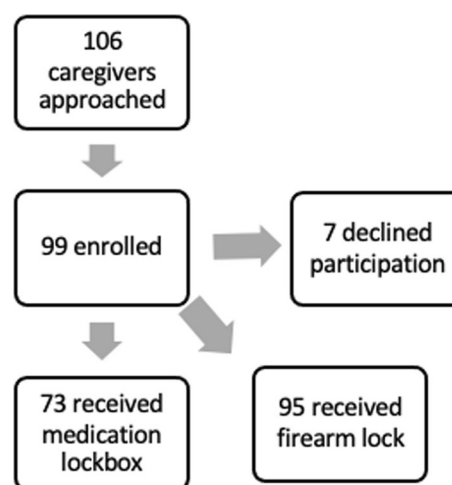 106
caregivers
approached
99 enrolled
7 declined
participation
73 received
medication
lockbox
95 received
firearm lock